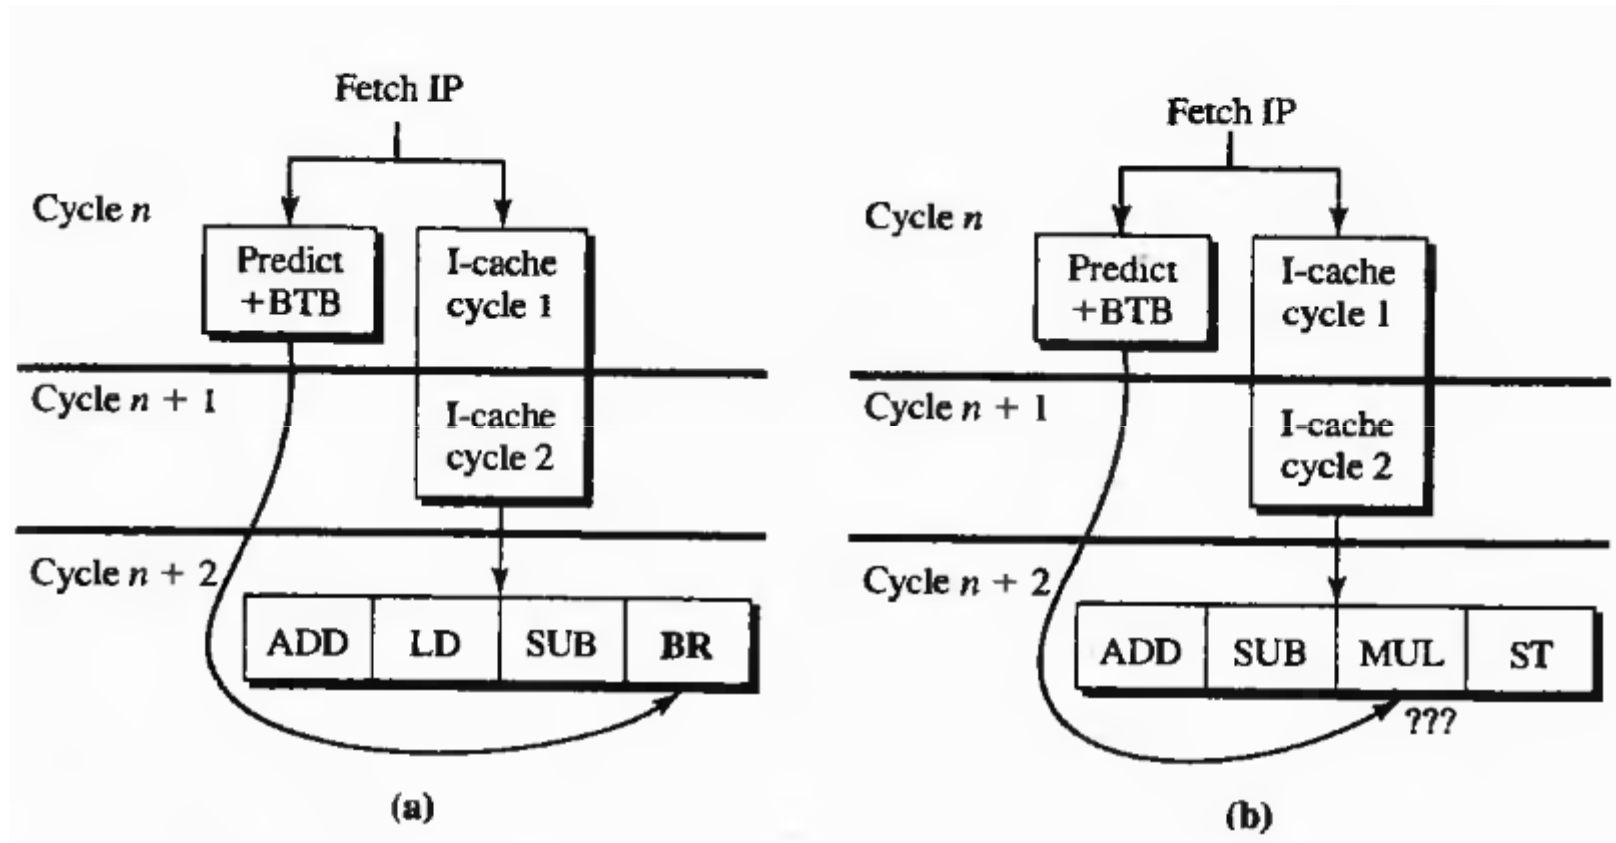 Fetch IP
Cycle n
Predict
+BTB
I-cache
cycle 1
Cycle n + 1
I-cache
cycle 2
Cycle n + 2
ADD LD SUB BR
(a)
Fetch IP
Cycle n
Predict
+BTB
I-cache
cycle 1
Cycle n + 1
I-cache
cycle 2
Cycle n + 2
ADD SUB MUL ST
???
(b)